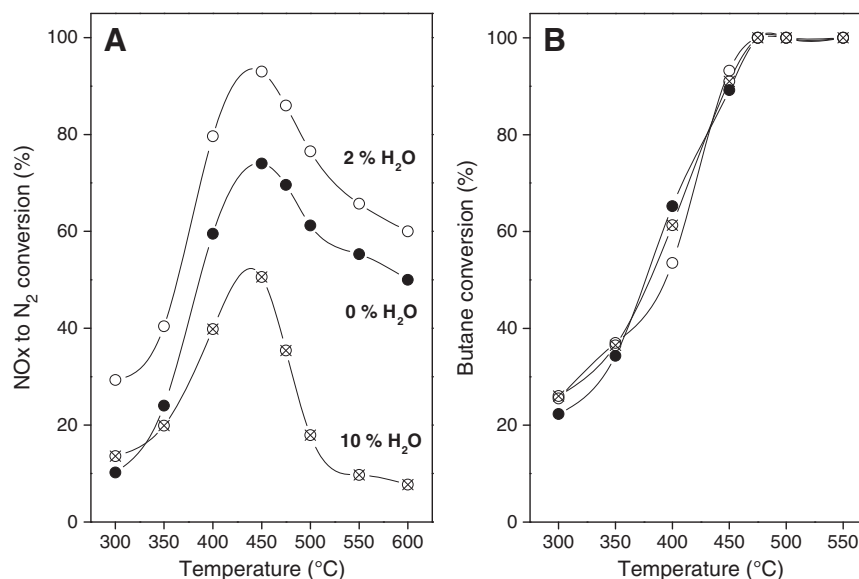 A
NOx to N₂ conversion (%)
100
80
60
40
20
0
2 % H₂O
0 % H₂O
10 % H₂O
300 350 400 450 500 550 600
Temperature (°C)
B
Butane conversion (%)
100
80
60
40
20
0
300 350 400 450 500 550
Temperature (°C)